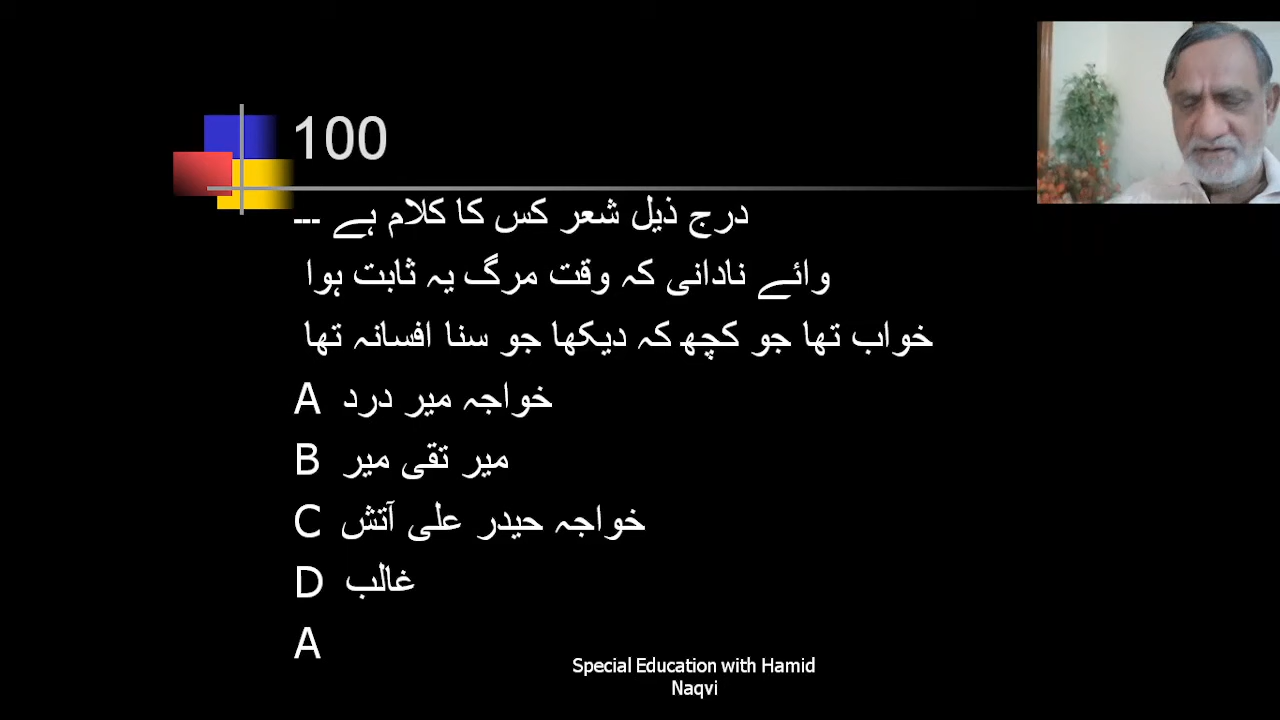 100
درج ذیل شعر کس کا کلام ہے ---
وائے نادانی کہ وقت مرگ یہ ثابت ہوا
خواب تھا جو کچھ کہ دیکھا جو سنا افسانہ تھا
A خواجہ میر درد
B میر تقی میر
C خواجہ حیدر علی آتش
D غالب
A
Special Education with Hamid
Naqvi